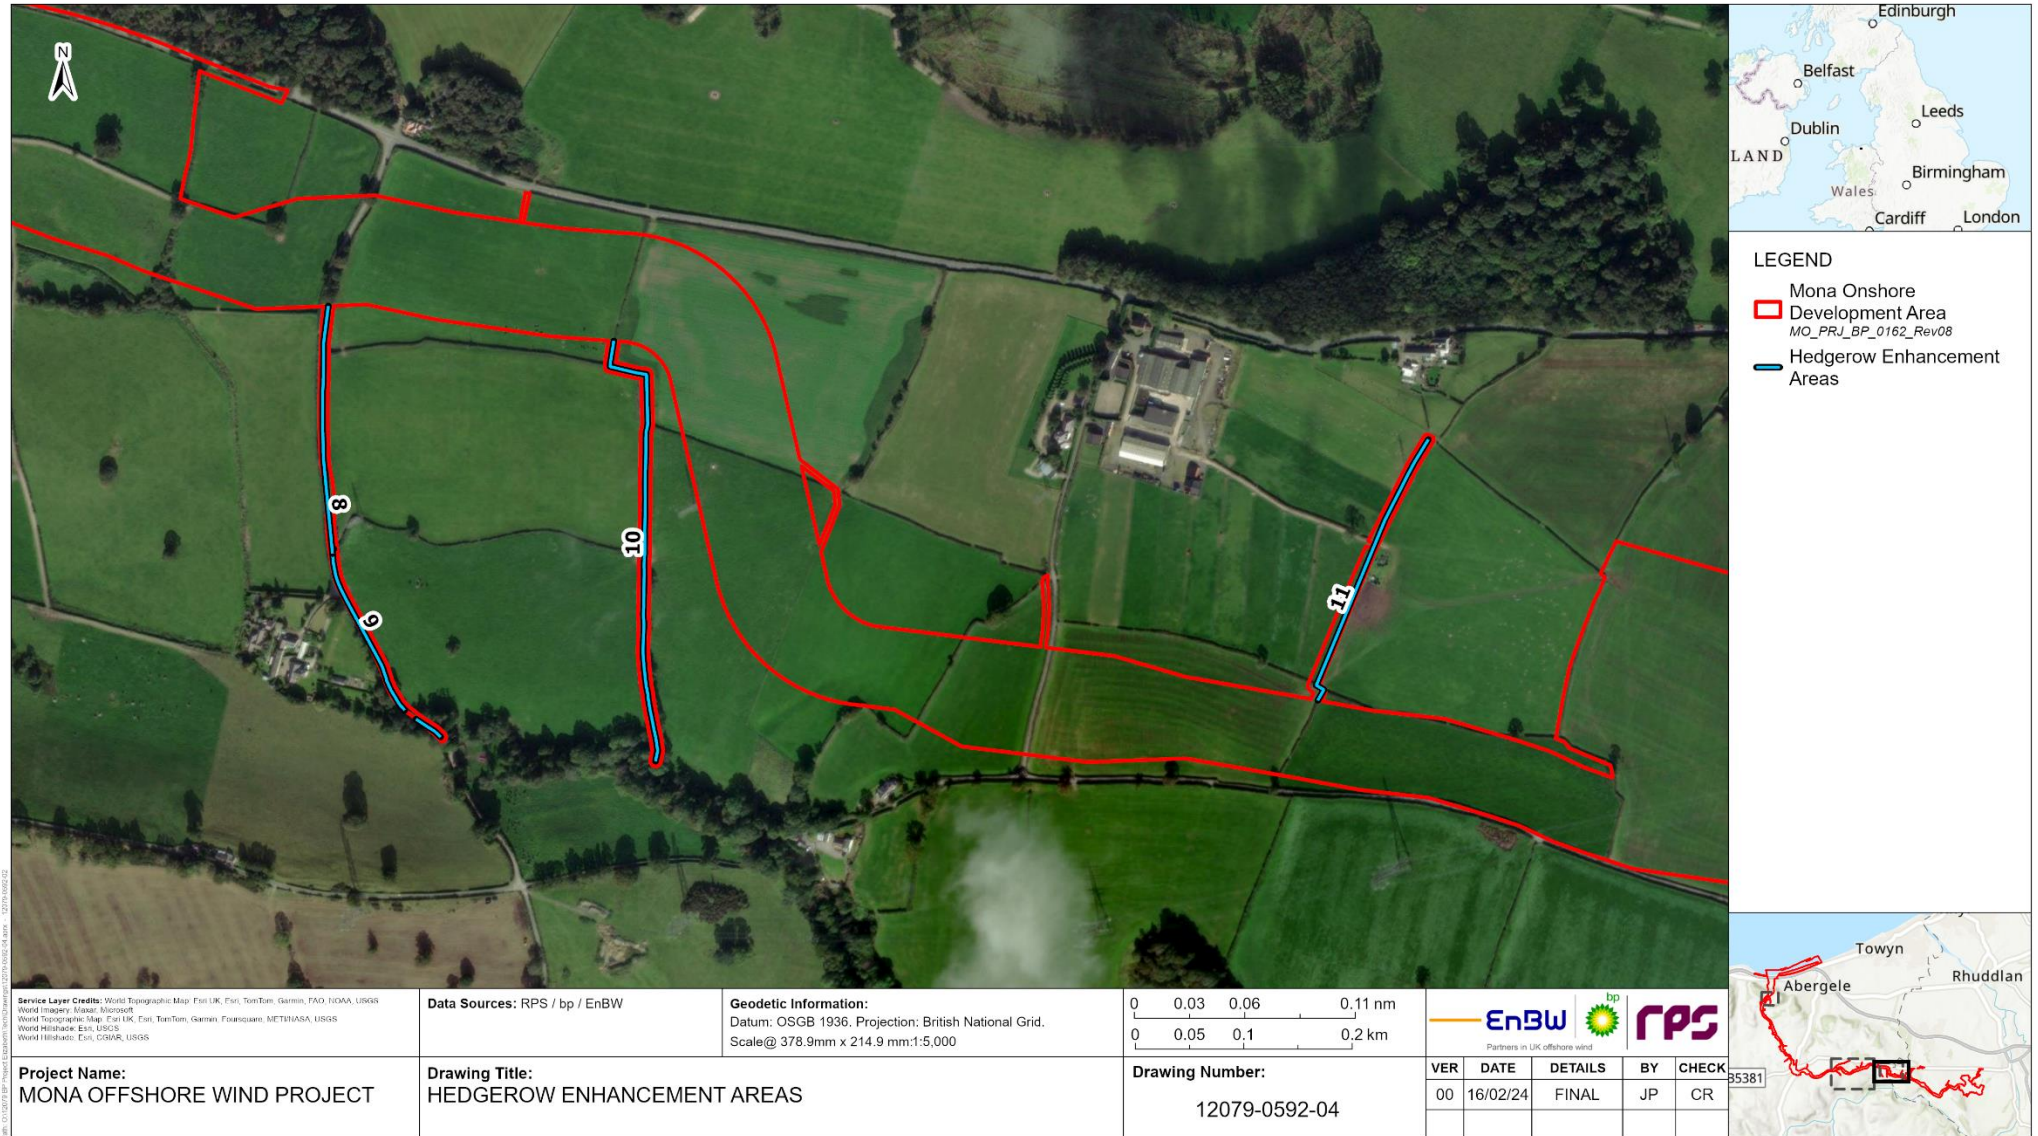 N
8
9
10
11
Edinburgh
Belfast
Leeds
Dublin
LAND
Birmingham
Wales
Cardiff
London
LEGEND
Mona Onshore
Development Area
MO_PRJ_BP_0162_Rev08
Hedgerow Enhancement
Areas
Towyn
Abergele
Rhuddlan
35381
Service Layer Credits: World Topographic Map: Esri UK, Esri, TomTom, Garmin, FAO, NOAA, USGS
World Imagery: Maxar, Microsoft
World Topographic Map: Esri UK, Esri, TomTom, Garmin, Foursquare, METI/NASA, USGS
World Hillshade: Esri, USGS
World Hillshade: Esri, CGIAR, USGS
Data Sources: RPS / bp / EnBW
Geodetic Information:
Datum: OSGB 1936. Projection: British National Grid.
Scale@ 378.9mm x 214.9 mm:1:5,000
0 0.03 0.06 0.11 nm
0 0.05 0.1 0.2 km
EnBW bp rps
Partners in UK offshore wind
Project Name:
MONA OFFSHORE WIND PROJECT
Drawing Title:
HEDGEROW ENHANCEMENT AREAS
Drawing Number:
12079-0592-04
VER DATE DETAILS BY CHECK
00 16/02/24 FINAL JP CR